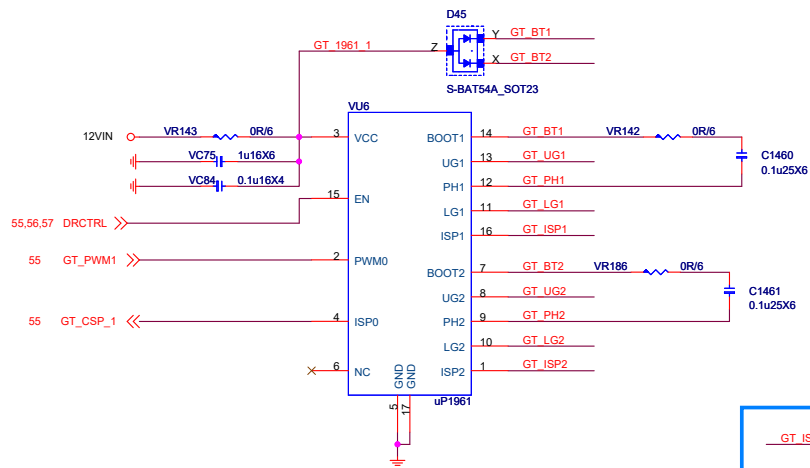 D45
GT_1961_1
Z
Y
GT_BT1
X
GT_BT2
S-BAT54A_SOT23
VU6
12VIN
VR143
0R/6
3
VCC
VC75
1u16X6
VC84
0.1u16X4
15
EN
55,56,57
DRCTRL
55
GT_PWM1
2
PWM0
55
GT_CSP_1
4
ISP0
6
NC
BOOT1
14
GT_BT1
VR142
0R/6
C1460
0.1u25X6
UG1
13
GT_UG1
PH1
12
GT_PH1
LG1
11
GT_LG1
ISP1
16
GT_ISP1
BOOT2
7
GT_BT2
VR186
0R/6
C1461
0.1u25X6
UG2
8
GT_UG2
PH2
9
GT_PH2
LG2
10
GT_LG2
ISP2
1
GT_ISP2
GND
GND
5
17
uP1961